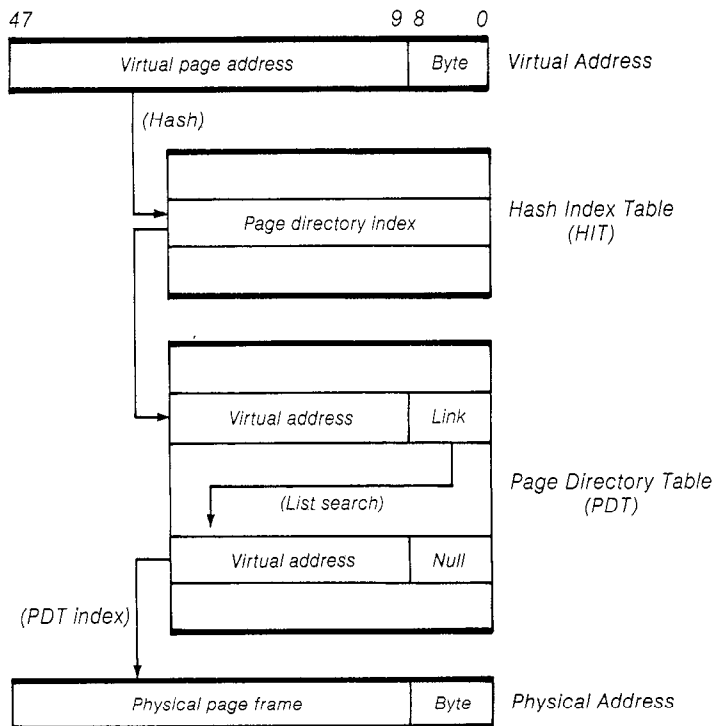 47 9 8 0
Virtual page address Byte Virtual Address
(Hash)
Page directory index
Hash Index Table
(HIT)
Virtual address Link
(List search)
Page Directory Table
(PDT)
Virtual address Null
(PDT index)
Physical page frame Byte Physical Address